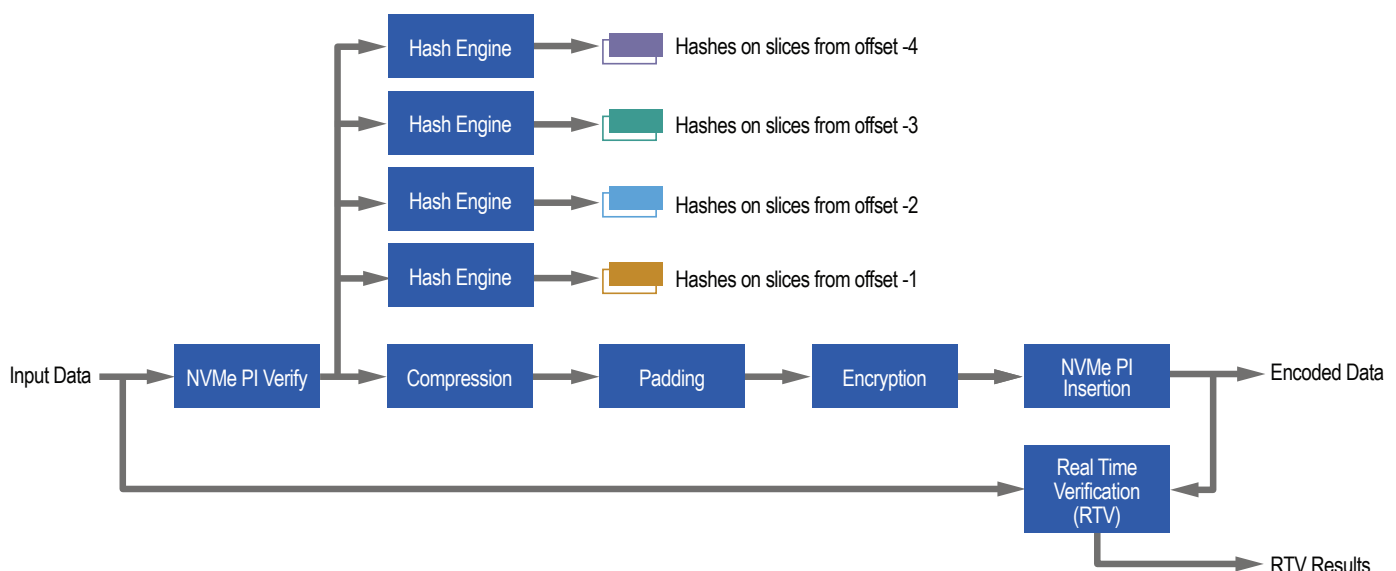 Hash Engine
Hashes on slices from offset -4
Hash Engine
Hashes on slices from offset -3
Hash Engine
Hashes on slices from offset -2
Hash Engine
Hashes on slices from offset -1
Input Data
NVMe PI Verify
Compression
Padding
Encryption
NVMe PI
Insertion
Encoded Data
Real Time
Verification
(RTV)
RTV Results